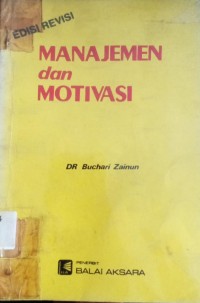 EDISI REVISI
MANAJEMEN
dan
MOTIVASI
DR Buchari Zainun
PENERBIT
BALAI AKSARA